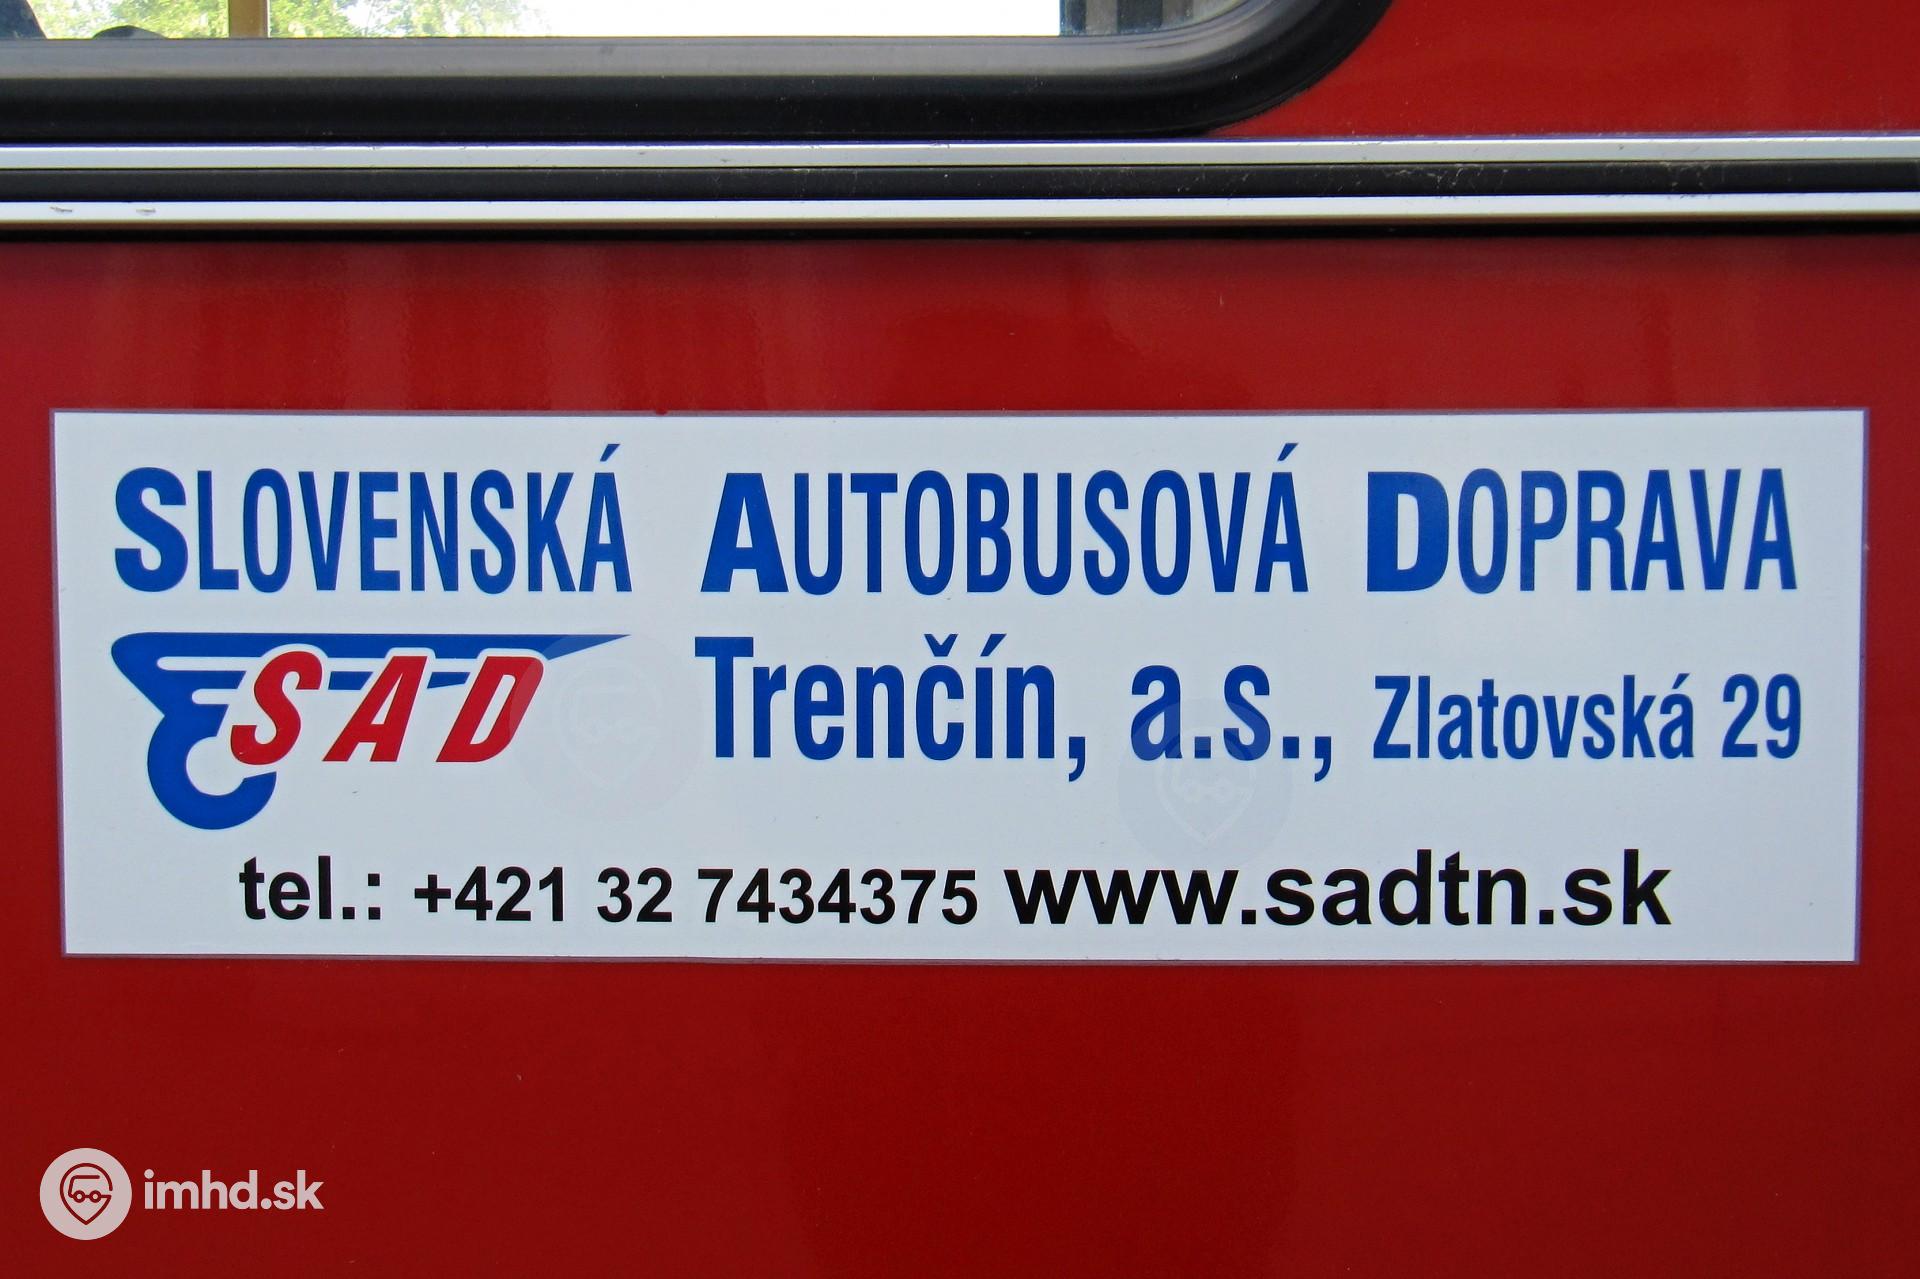 SLOVENSKÁ AUTOBUSOVÁ DOPRAVA
SAD Trenčín, a.s., Zlatovská 29
tel.: +421 32 7434375 www.sadtn.sk
imhd.sk